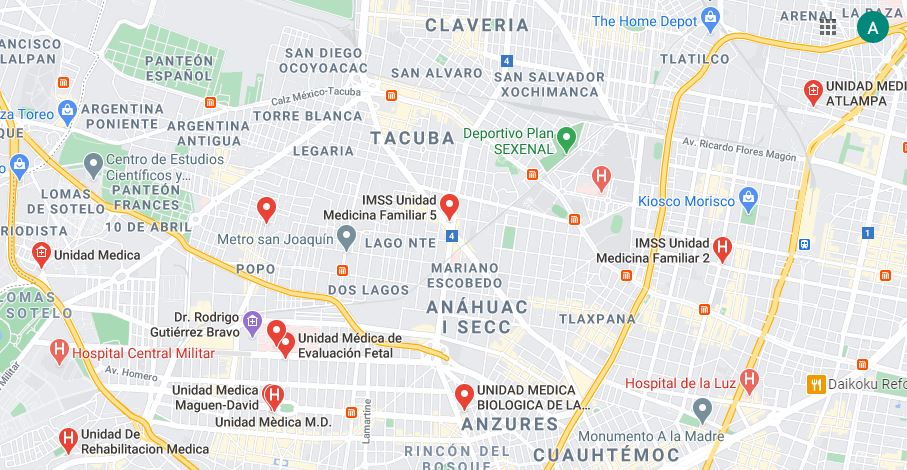 CLAVERIA
The Home Depot
ARENAL
LA RAZA
A
SAN DIEGO
OCOYOACAC
PANTEÓN
ESPAÑOL
SAN ALVARO
4
SAN SALVADOR
XOCHIMANCA
TLATILCO
UNIDAD MEDI
ATLAMPA
Calz México-Tacuba
ARGENTINA
PONIENTE
TORRE BLANCA
ARGENTINA
ANTIGUA
TACUBA
Deportivo Plan
SEXENAL
Av. Ricardo Flores Magón
LEGARIA
Centro de Estudios
Científicos y...
PANTEÓN
FRANCES
LOMAS
DE SOTELO
H
10 DE ABRIL
IMSS Unidad
Medicina Familiar 5
Kiosco Morisco
Metro san Joaquín
LAGO NTE
4
1
IMSS Unidad
Medicina Familiar 2
H
Unidad Medica
POPO
MARIANO
ESCOBEDO
DOS LAGOS
ANÁHUAC
I SECC
TLAXPANA
LOMAS
SOTELO
Dr. Rodrigo
Gutiérrez Bravo
Unidad Médica de
Evaluación Fetal
H
Hospital Central Militar
Av. Homero
Hospital de la Luz
H
Daikoku Refo
Unidad Medica
Maguen-David
H
Unidad Mèdica M.D.
UNIDAD MEDICA
BIOLOGICA DE LA...
ANZURES
Lamartine
Monumento A la Madre
H
Unidad De
Rehabilitacion Medica
RINCÓN DEL
BOSQUE
CUAUHTÉMOC